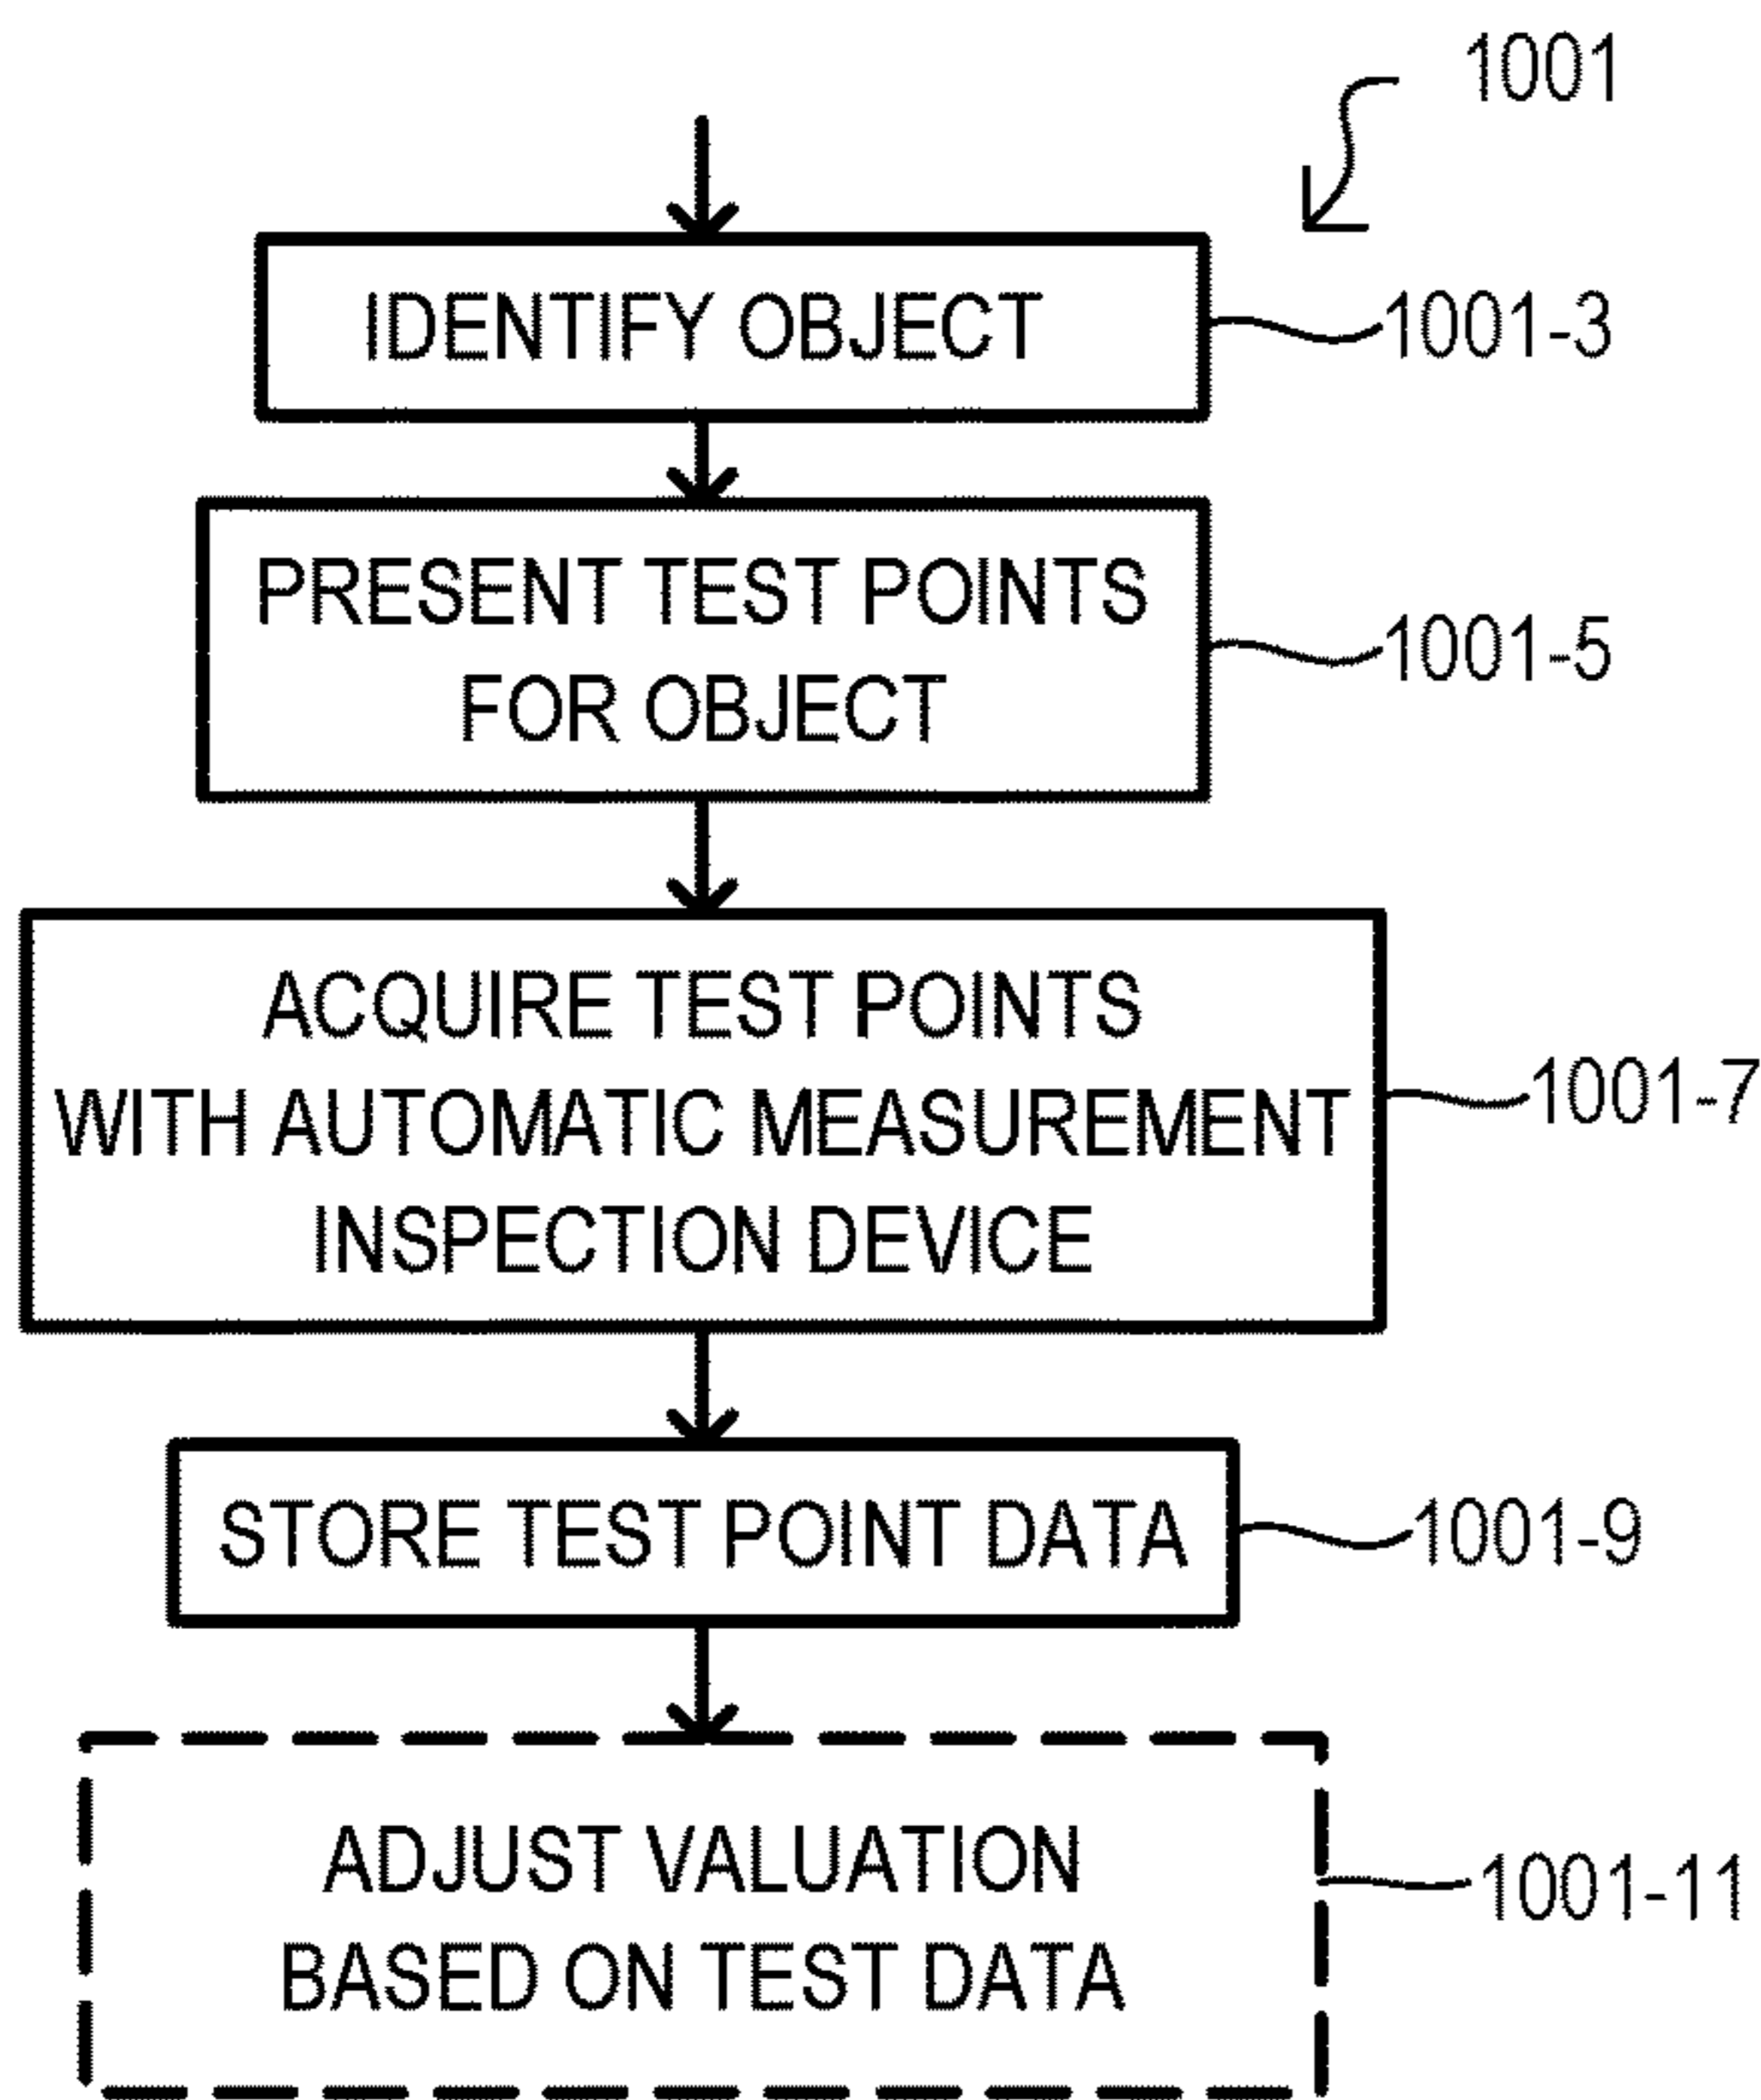 1001
IDENTIFY OBJECT
1001-3
PRESENT TEST POINTS
FOR OBJECT
1001-5
ACQUIRE TEST POINTS
WITH AUTOMATIC MEASUREMENT
INSPECTION DEVICE
1001-7
STORE TEST POINT DATA
1001-9
ADJUST VALUATION
BASED ON TEST DATA
1001-11